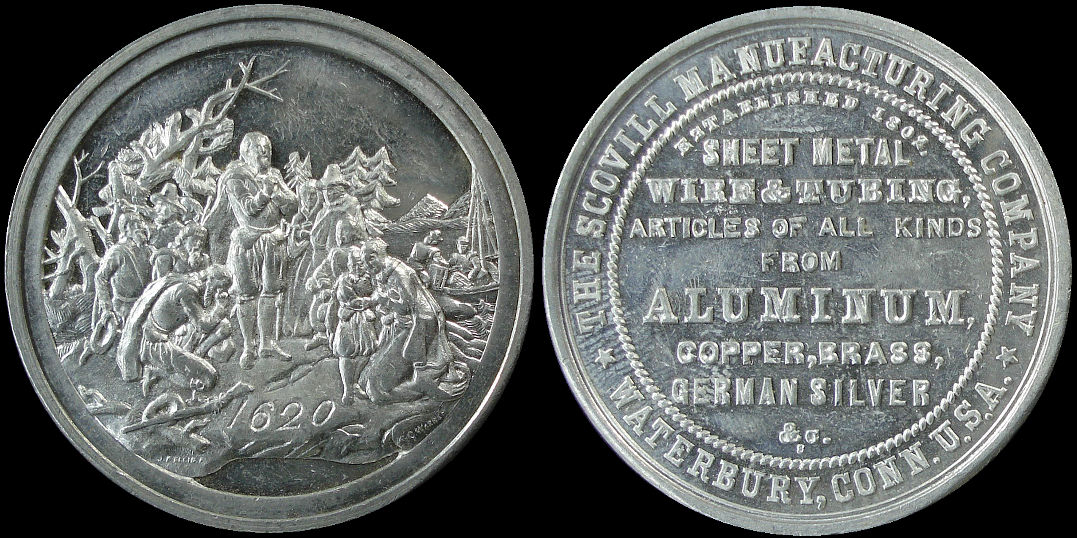 1620
THE SCOVILL MANUFACTURING COMPANY
ESTABLISHED 1802
SHEET METAL
WIRE & TUBING,
ARTICLES OF ALL KINDS
FROM
ALUMINUM,
COPPER, BRASS,
GERMAN SILVER
&c.
★ WATERBURY, CONN. U.S.A. ★